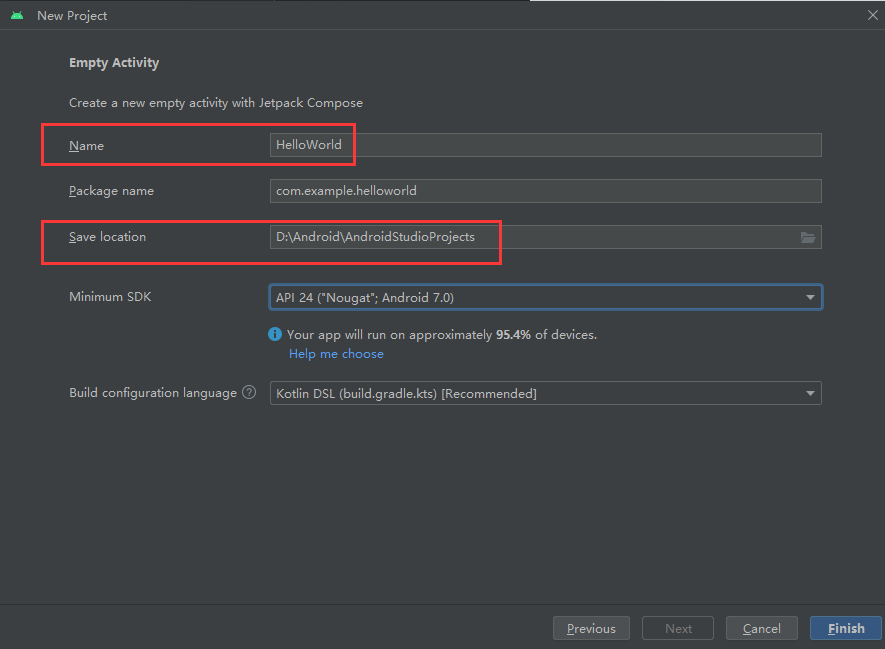 New Project
Empty Activity
Create a new empty activity with Jetpack Compose
Name HelloWorld
Package name com.example.helloworld
Save location D:\Android\AndroidStudioProjects
Minimum SDK API 24 ("Nougat"; Android 7.0)
Your app will run on approximately 95.4% of devices.
Help me choose
Build configuration language ? Kotlin DSL (build.gradle.kts) [Recommended]
Previous Next Cancel Finish